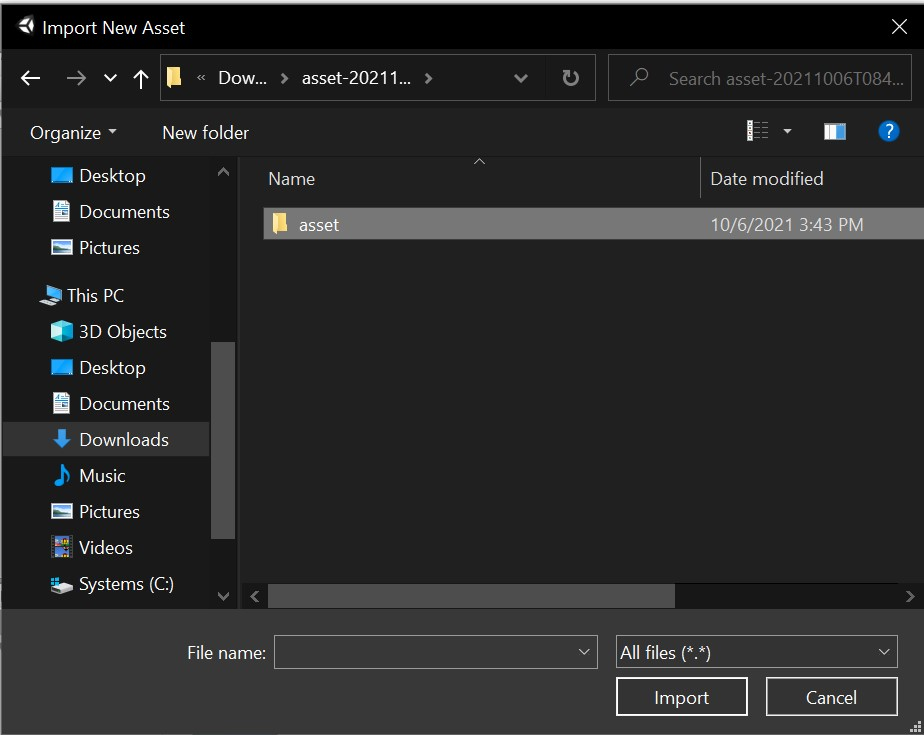 Import New Asset
« Dow... > asset-20211... >
Search asset-20211006T084...
Organize
New folder
?
Desktop
Documents
Pictures
This PC
3D Objects
Desktop
Documents
Downloads
Music
Pictures
Videos
Systems (C:)
Name
Date modified
asset
10/6/2021 3:43 PM
File name:
All files (*.*)
Import
Cancel